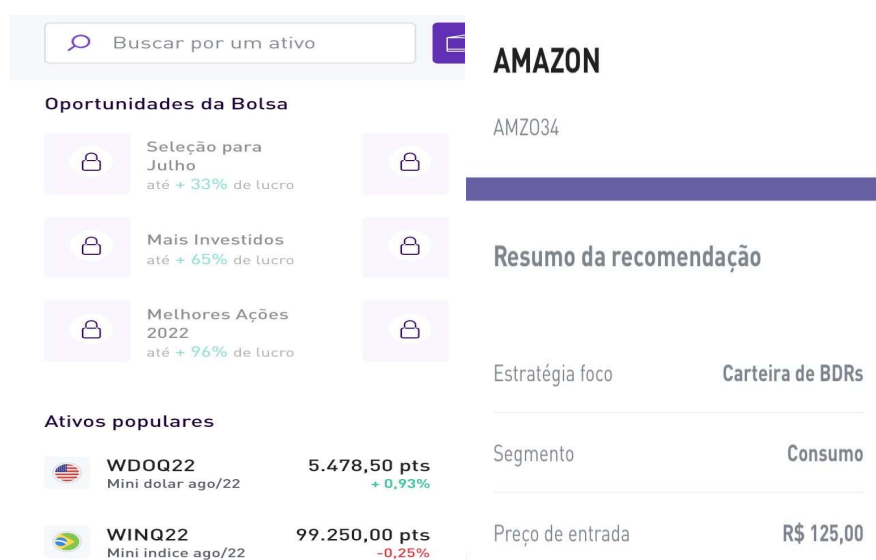 Buscar por um ativo
Oportunidades da Bolsa
Seleção para
Julho
até + 33% de lucro
Mais Investidos
até + 65% de lucro
Melhores Ações
2022
até + 96% de lucro
Ativos populares
WDOQ22 5.478,50 pts
Mini dolar ago/22 + 0,93%
WINQ22 99.250,00 pts
Mini indice ago/22 -0,25%
AMAZON
AMZO34
Resumo da recomendação
Estratégia foco Carteira de BDRs
Segmento Consumo
Preço de entrada R$ 125,00